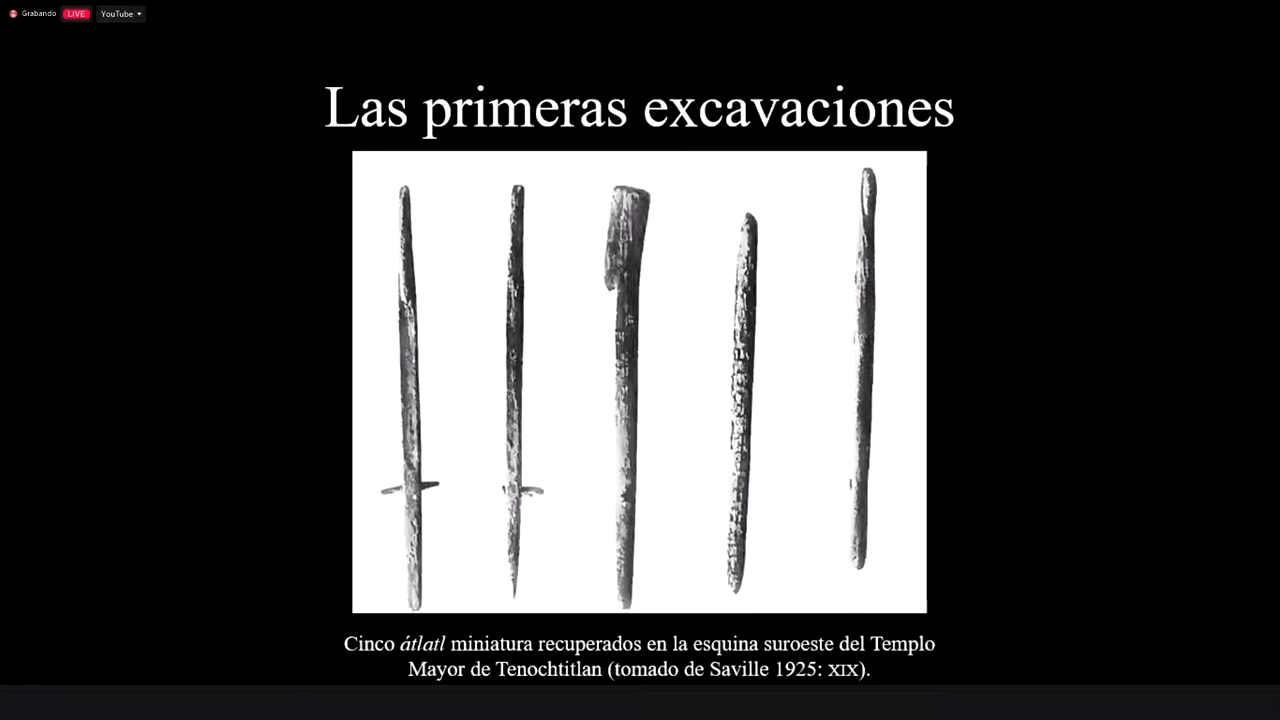 Grabando LIVE YouTube
Las primeras excavaciones
Cinco átlatl miniatura recuperados en la esquina suroeste del Templo
Mayor de Tenochtitlan (tomado de Saville 1925: XIX).